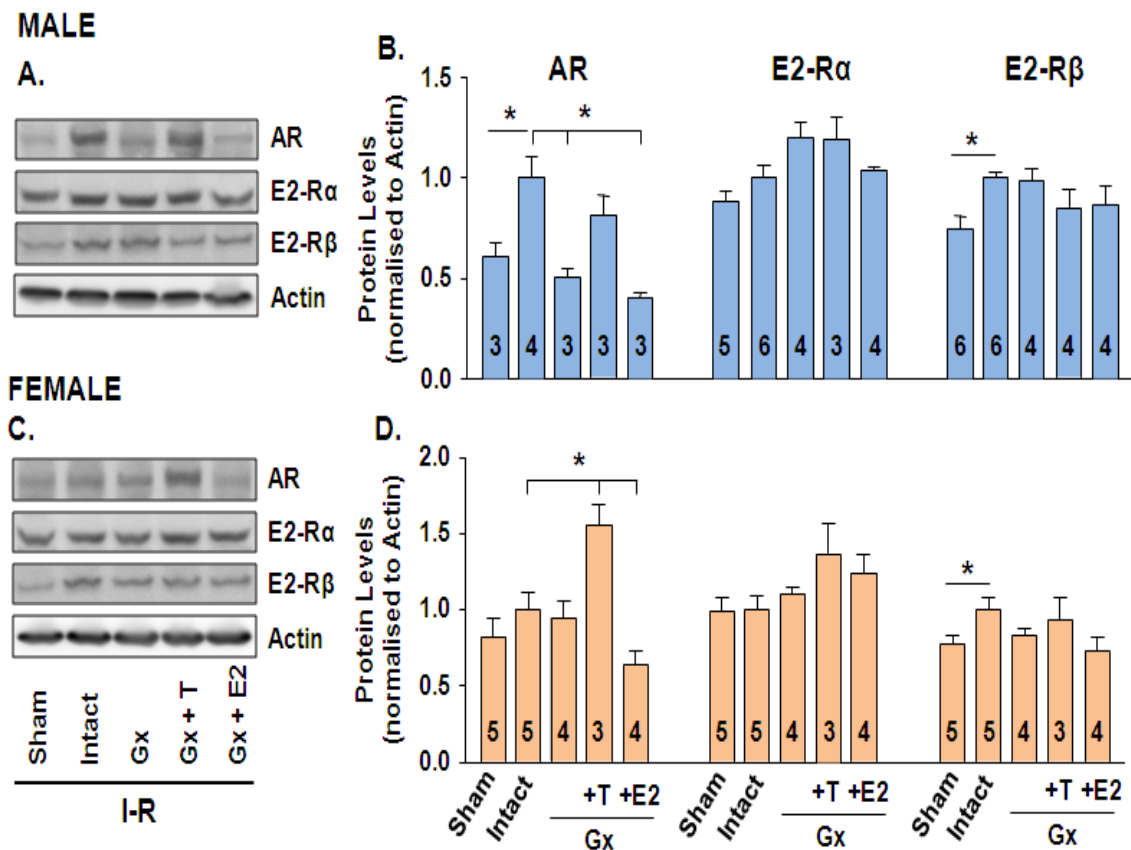 MALE
A.
AR
E2-Rα
E2-Rβ
Actin
B.
AR E2-Rα E2-Rβ
Protein Levels
(normalised to Actin)
1.5
1.0
0.5
0.0
* * *
3 4 3 3 3 5 6 4 3 4 6 6 4 4 4
FEMALE
C.
AR
E2-Rα
E2-Rβ
Actin
Sham Intact Gx Gx + T Gx + E2
I-R
D.
Protein Levels
(normalised to Actin)
2.0
1.5
1.0
0.5
0.0
* *
5 5 4 3 4 5 5 4 3 4 5 5 4 3 4
Sham Intact +T +E2 Sham Intact +T +E2 Sham Intact +T +E2
Gx Gx Gx